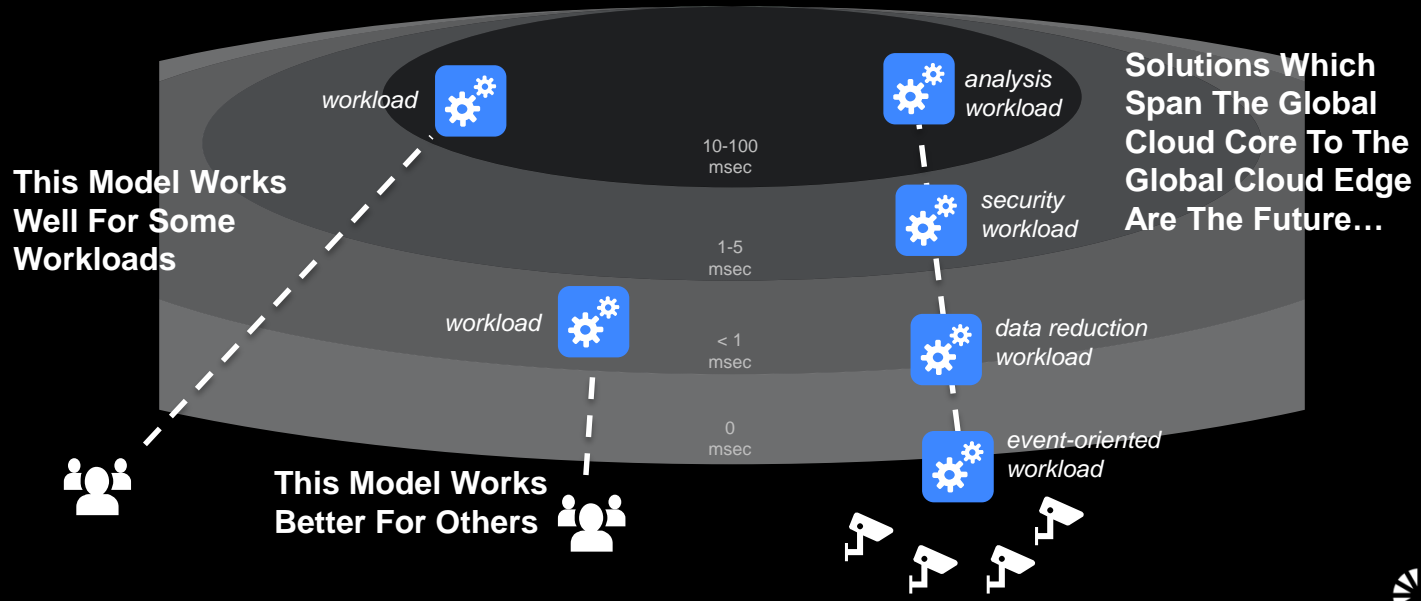 workload
analysis
workload
Solutions Which
Span The Global
Cloud Core To The
Global Cloud Edge
Are The Future…
10-100
msec
This Model Works
Well For Some
Workloads
security
workload
1-5
msec
workload
data reduction
workload
< 1
msec
0
msec
event-oriented
workload
This Model Works
Better For Others